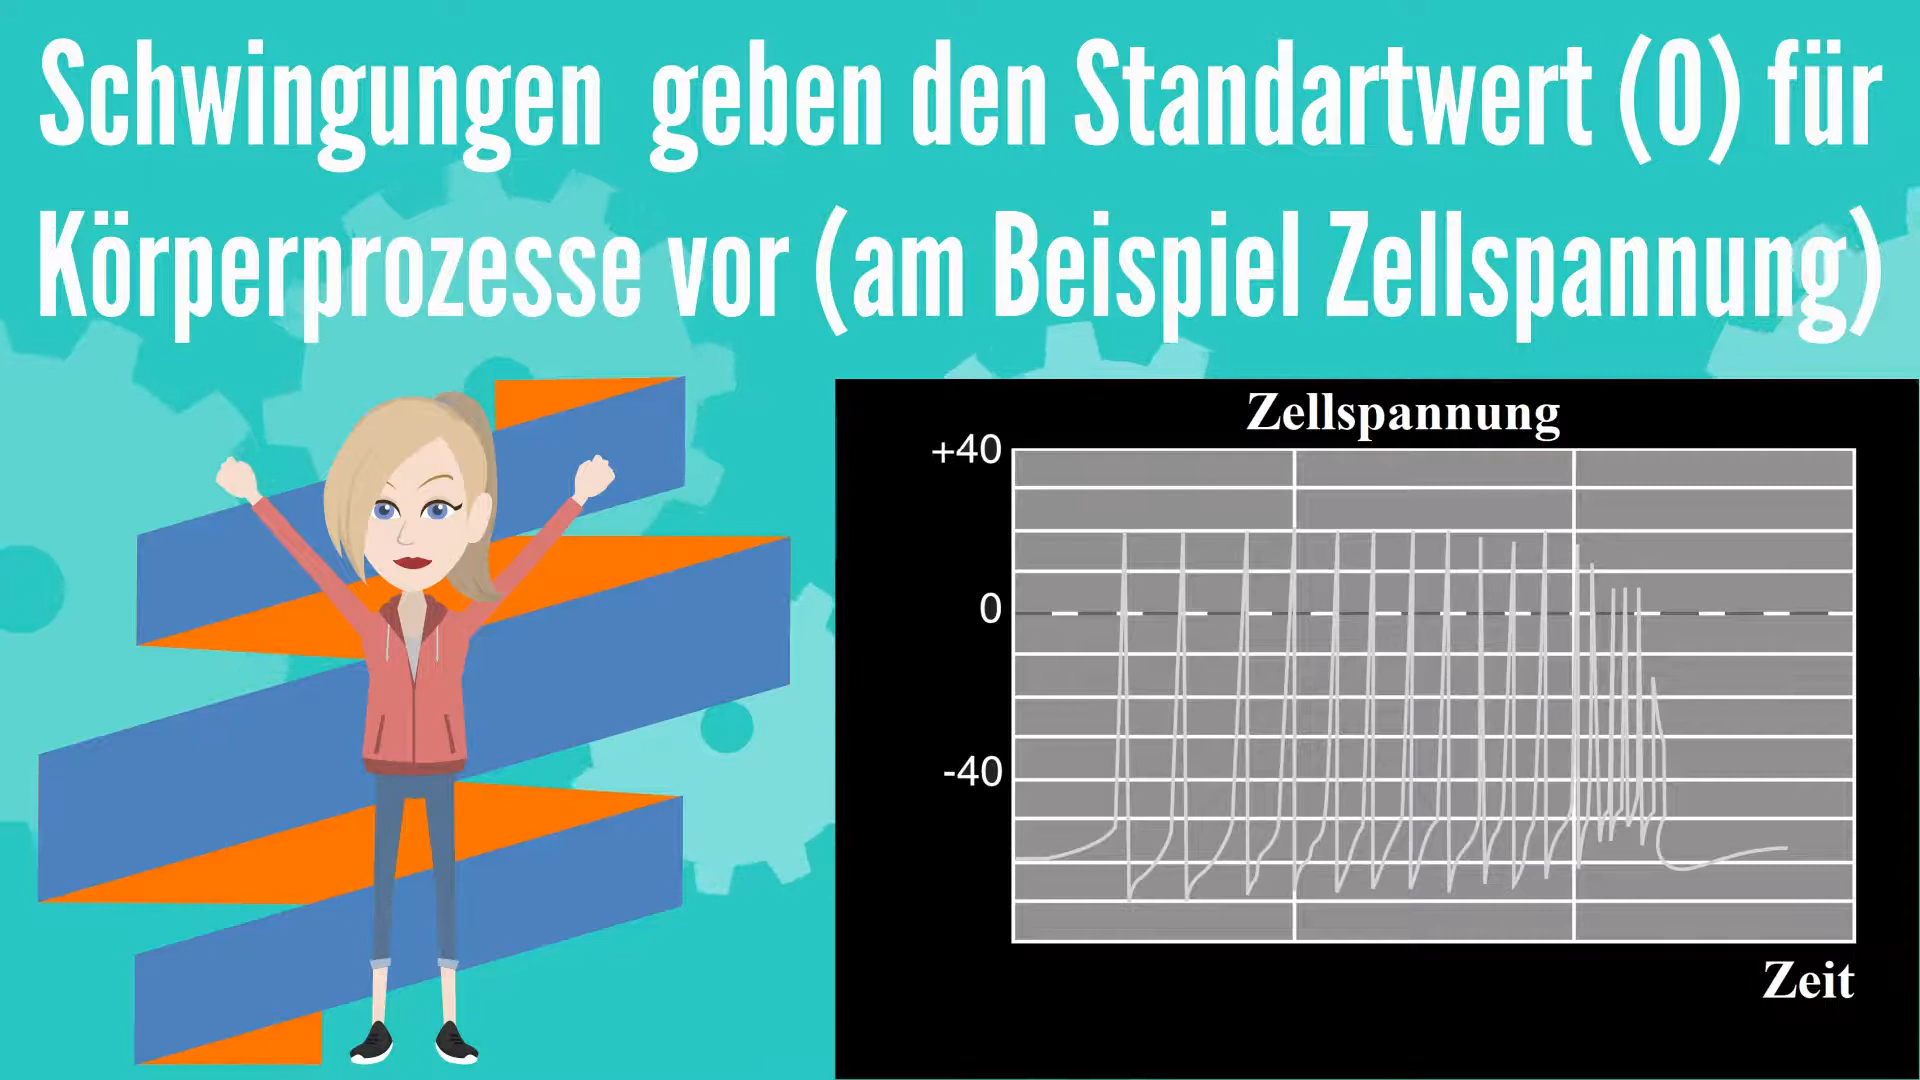 Schwingungen geben den Standartwert (0) für
Körperprozesse vor (am Beispiel Zellspannung)
Zellspannung
+40
0
-40
Zeit